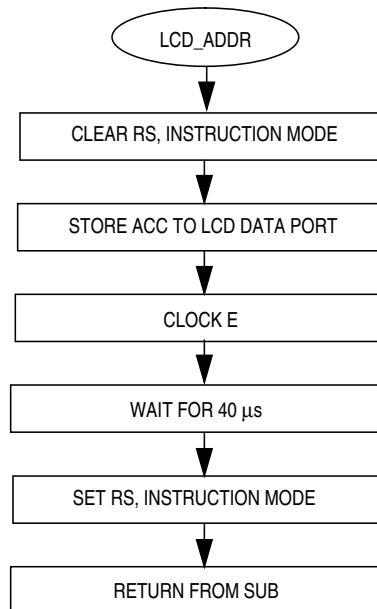 LCD_ADDR
CLEAR RS, INSTRUCTION MODE
STORE ACC TO LCD DATA PORT
CLOCK E
WAIT FOR 40 µs
SET RS, INSTRUCTION MODE
RETURN FROM SUB